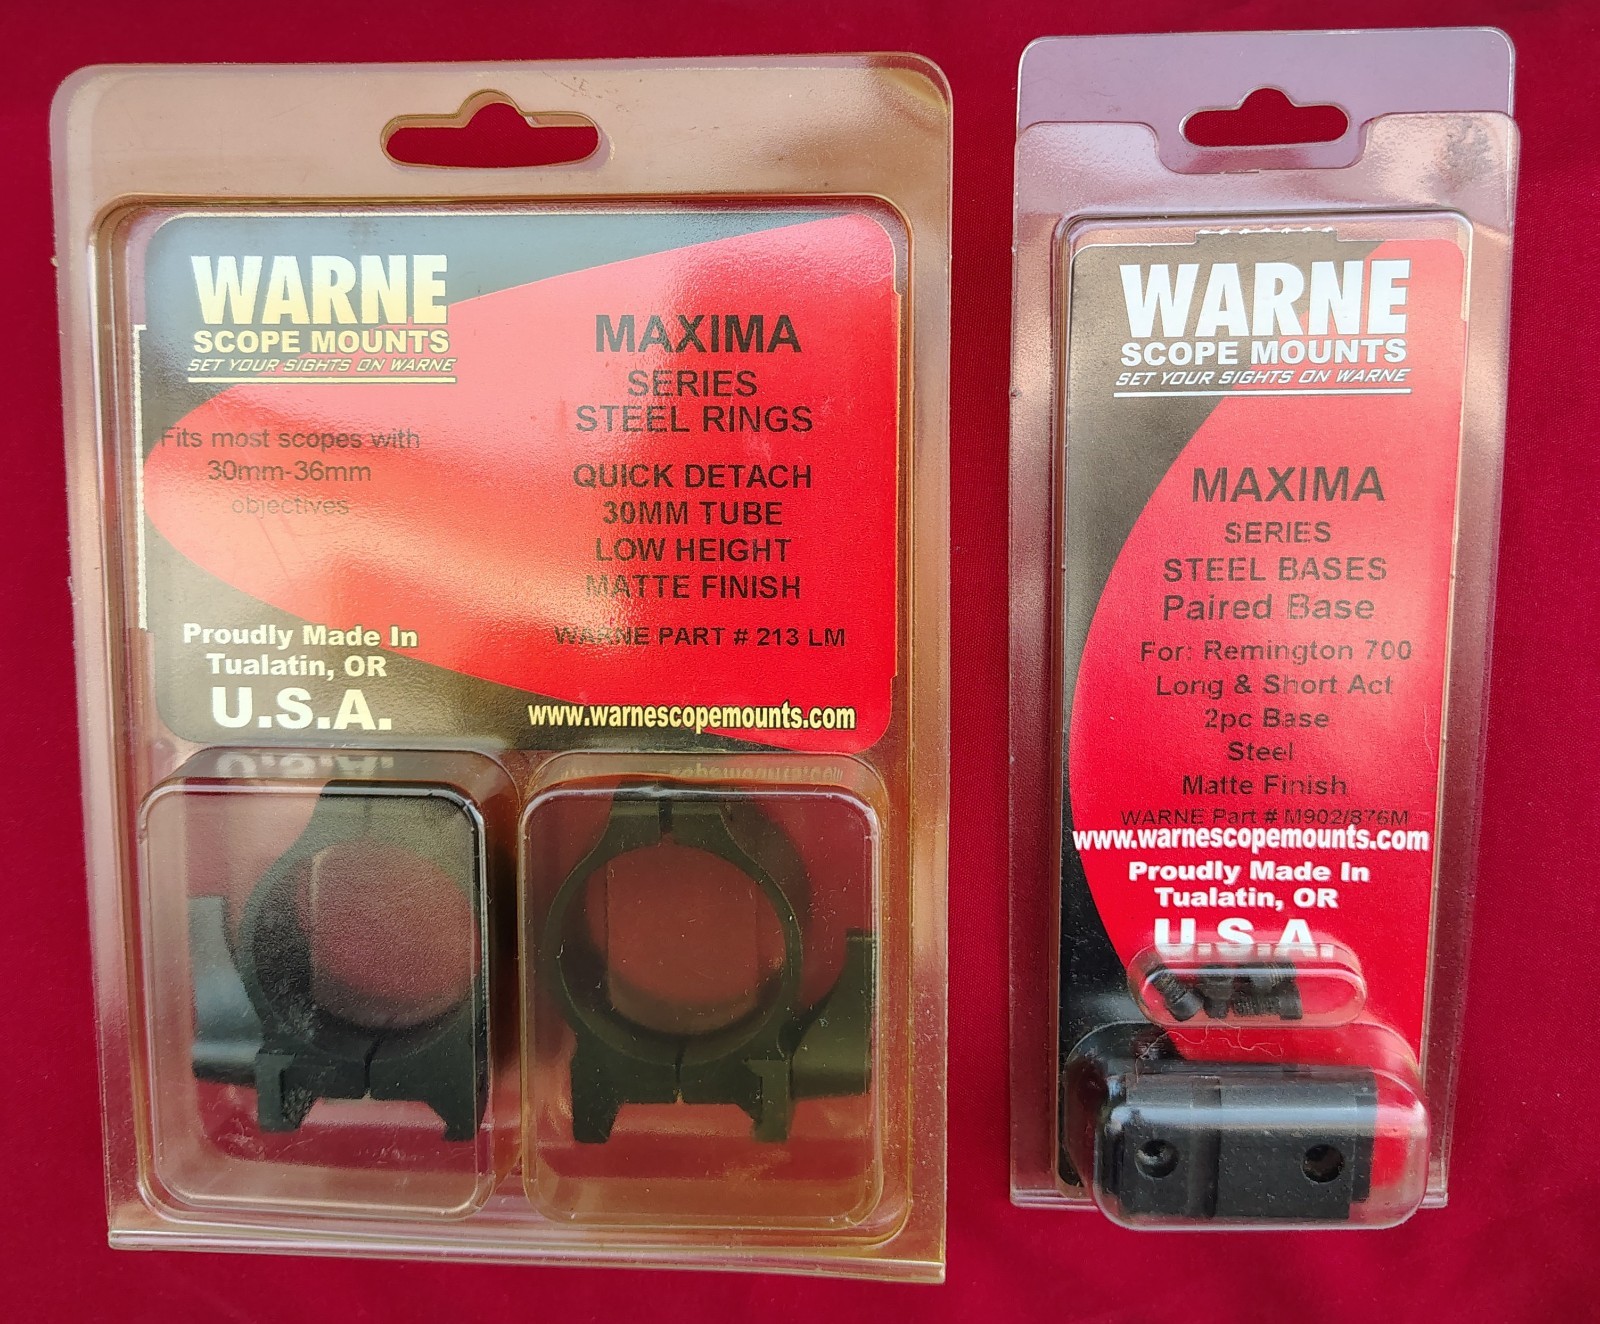 WARNE
SCOPE MOUNTS
SET YOUR SIGHTS ON WARNE
Fits most scopes with
30mm-36mm
objectives
MAXIMA
SERIES
STEEL RINGS
QUICK DETACH
30MM TUBE
LOW HEIGHT
MATTE FINISH
WARNE PART # 213 LM
Proudly Made In
Tualatin, OR
U.S.A.
www.warnescopemounts.com
WARNE
SCOPE MOUNTS
SET YOUR SIGHTS ON WARNE
MAXIMA
SERIES
STEEL BASES
Paired Base
For: Remington 700
Long & Short Act
2pc Base
Steel
Matte Finish
WARNE Part # M902/876M
www.warnescopemounts.com
Proudly Made In
Tualatin, OR
U.S.A.